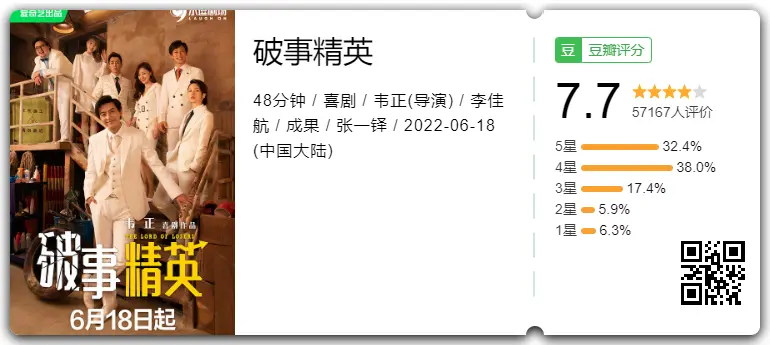 爱奇艺出品
小逗剧场
LAUGH ON
韦正 喜剧作品
THE LORD OF LOSERS
破事精英
6月18日起
破事精英
48分钟 / 喜剧 / 韦正(导演) / 李佳
航 / 成果 / 张一铎 / 2022-06-18
(中国大陆)
豆 豆瓣评分
7.7
57167人评价
5星 32.4%
4星 38.0%
3星 17.4%
2星 5.9%
1星 6.3%